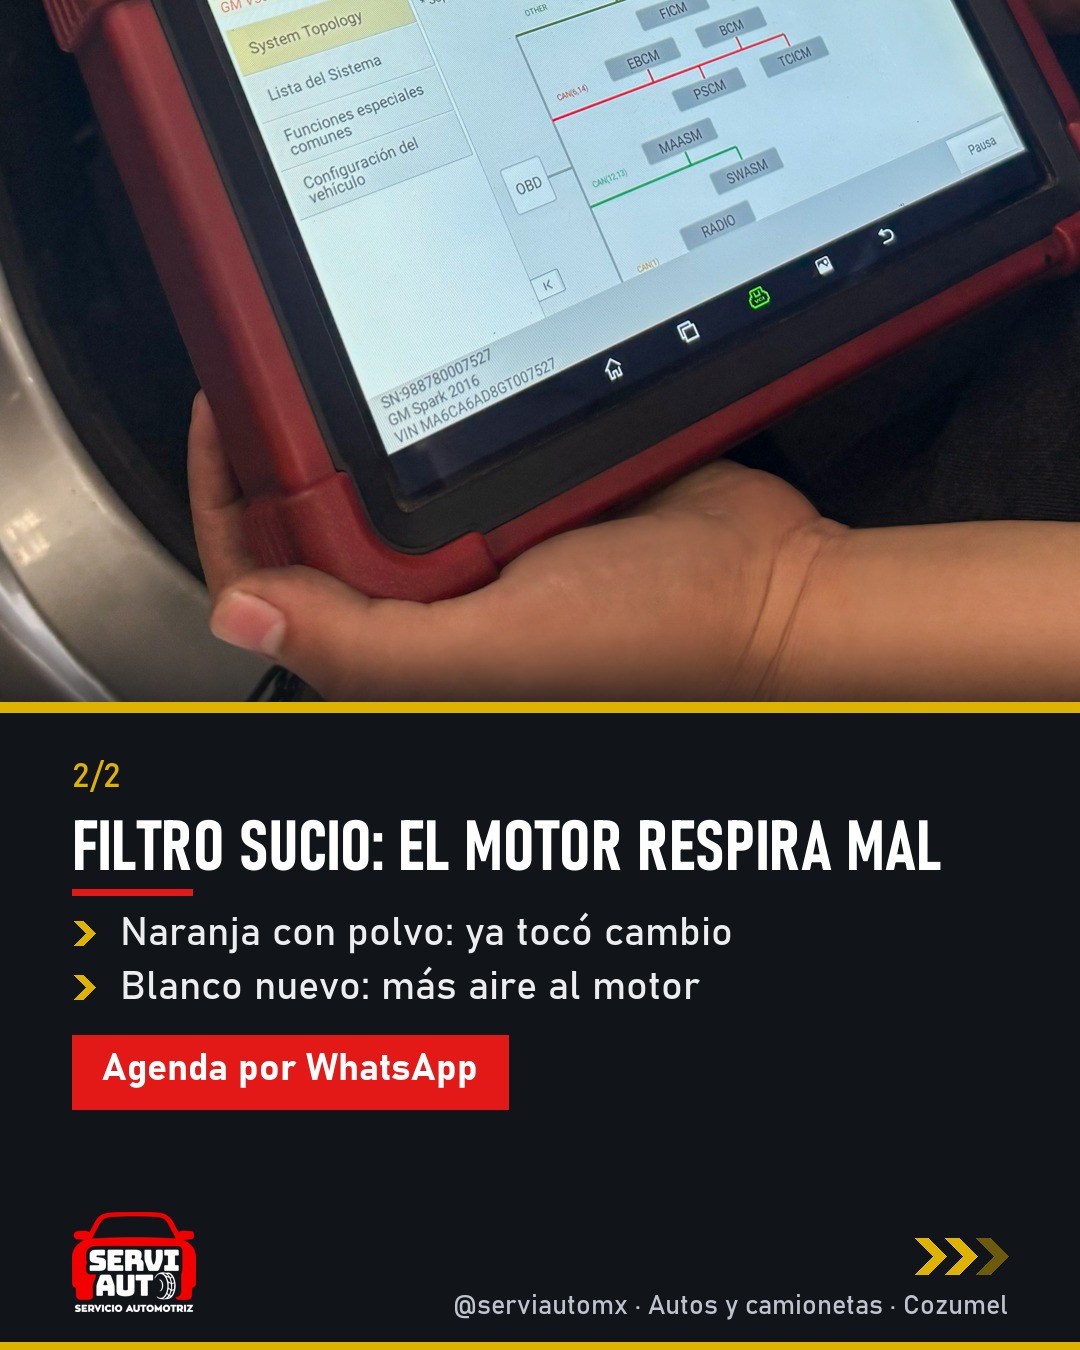 System Topology
Lista del Sistema
Funciones especiales
comunes
Configuración del
vehículo
OTHER
FICM
BCM
EBCM
TCICM
CAN(6,14)
PSCM
MAASM
CAN(12,13)
SWASM
OBD
RADIO
CAN(1)
K
Pausa
SN:988780007527
GM Spark 2016
VIN MA6CA6AD8GT007527
2/2
FILTRO SUCIO: EL MOTOR RESPIRA MAL
Naranja con polvo: ya tocó cambio
Blanco nuevo: más aire al motor
Agenda por WhatsApp
SERVI
AUTO
SERVICIO AUTOMOTRIZ
@serviautomx · Autos y camionetas · Cozumel